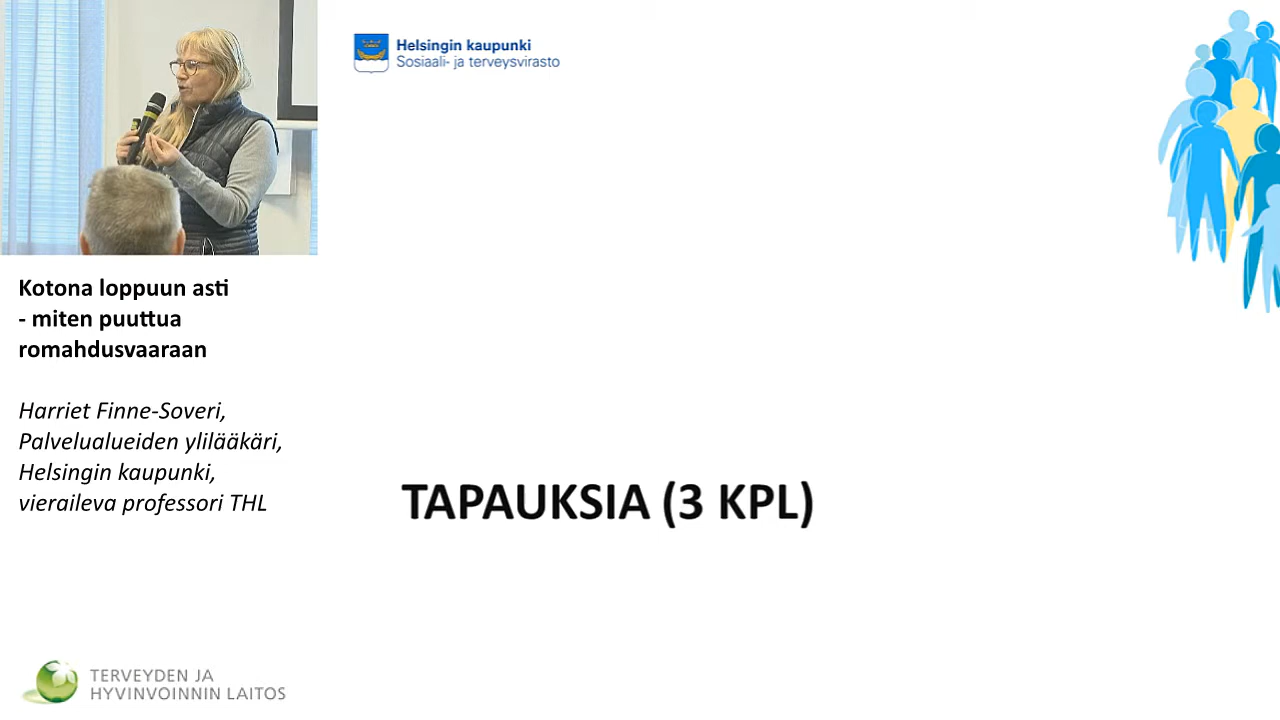 Helsingin kaupunki
Sosiaali- ja terveysvirasto
Kotona loppuun asti
- miten puuttua
romahdusvaaraan
Harriet Finne-Soveri,
Palvelualueiden ylilääkäri,
Helsingin kaupunki,
vieraileva professori THL
TAPAUKSIA (3 KPL)
TERVEYDEN JA
HYVINVOINNIN LAITOS